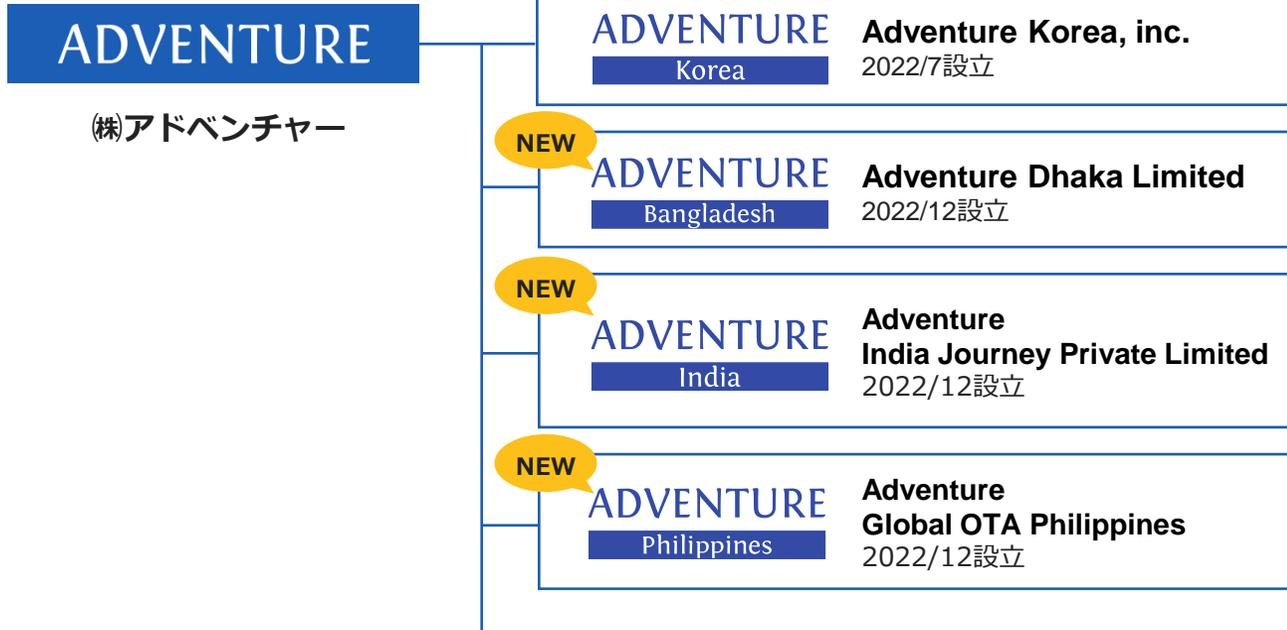 ADVENTURE
㈱アドベンチャー
ADVENTURE
Korea
Adventure Korea, inc.
2022/7設立
NEW
ADVENTURE
Bangladesh
Adventure Dhaka Limited
2022/12設立
NEW
ADVENTURE
India
Adventure
India Journey Private Limited
2022/12設立
NEW
ADVENTURE
Philippines
Adventure
Global OTA Philippines
2022/12設立